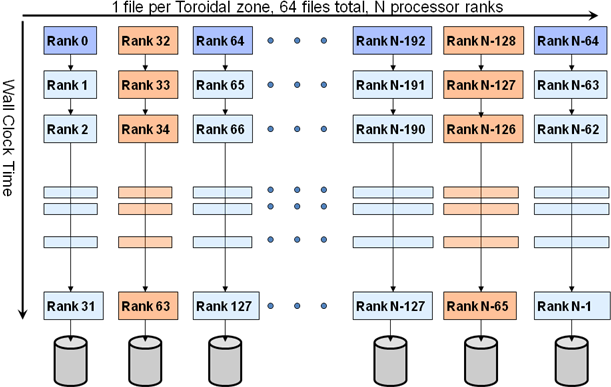 1 file per Toroidal zone, 64 files total, N processor ranks
Wall Clock Time
Rank 0 Rank 32 Rank 64 Rank N-192 Rank N-128 Rank N-64
Rank 1 Rank 33 Rank 65 Rank N-191 Rank N-127 Rank N-63
Rank 2 Rank 34 Rank 66 Rank N-190 Rank N-126 Rank N-62
Rank 31 Rank 63 Rank 127 Rank N-127 Rank N-65 Rank N-1